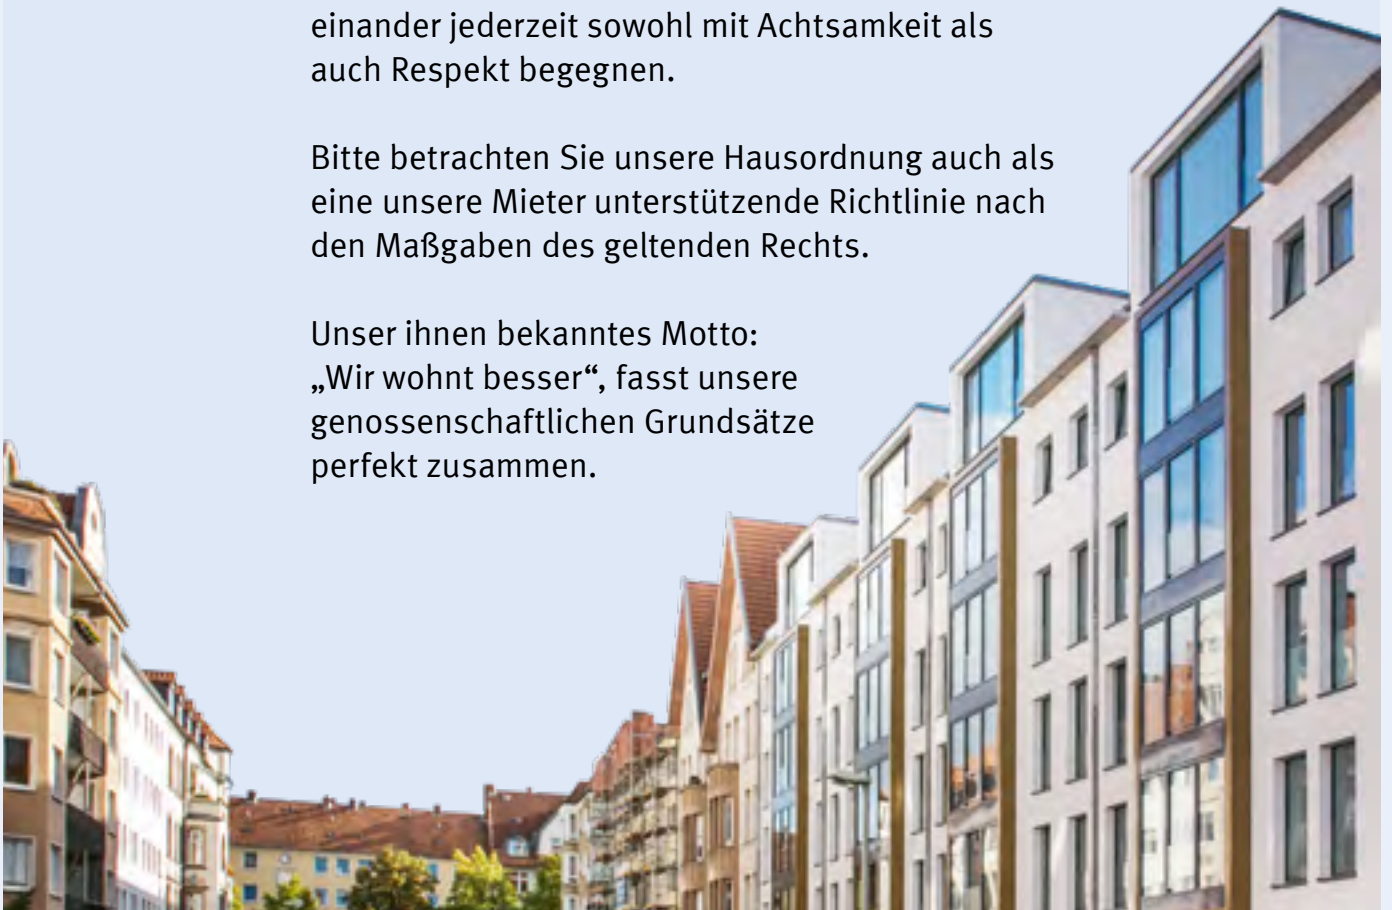 einander jederzeit sowohl mit Achtsamkeit als
auch Respekt begegnen.
Bitte betrachten Sie unsere Hausordnung auch als
eine unsere Mieter unterstützende Richtlinie nach
den Maßgaben des geltenden Rechts.
Unser ihnen bekanntes Motto:
„Wir wohnt besser“, fasst unsere
genossenschaftlichen Grundsätze
perfekt zusammen.